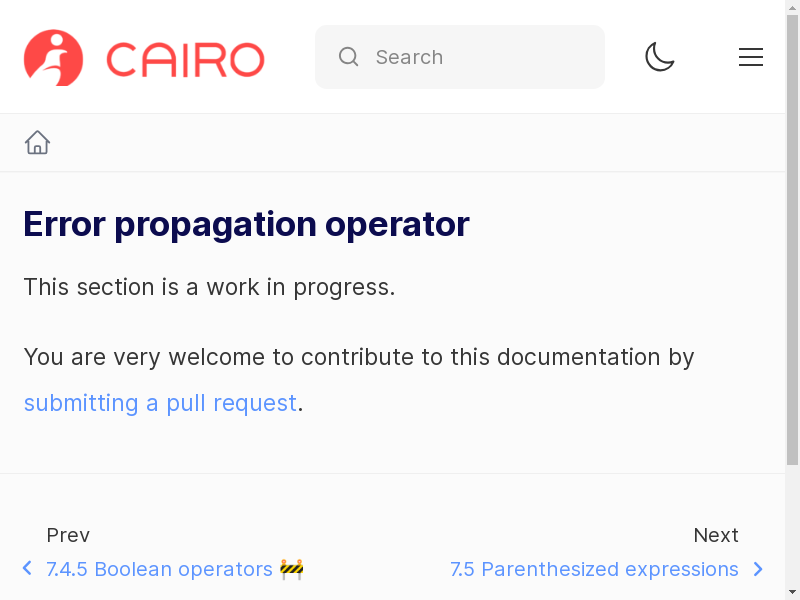 CAIRO
Search
Error propagation operator
This section is a work in progress.
You are very welcome to contribute to this documentation by
submitting a pull request.
Prev
Next
7.4.5 Boolean operators 🚧
7.5 Parenthesized expressions